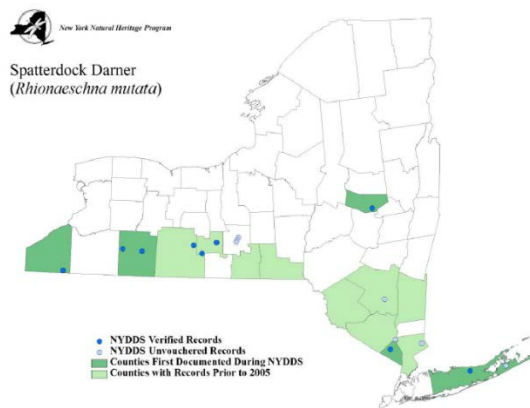 New York Natural Heritage Program
Spatterdock Darner
(Rhionaeschna mutata)
NYDDS Verified Records
NYDDS Unvouchered Records
Counties First Documented During NYDDS
Counties with Records Prior to 2005